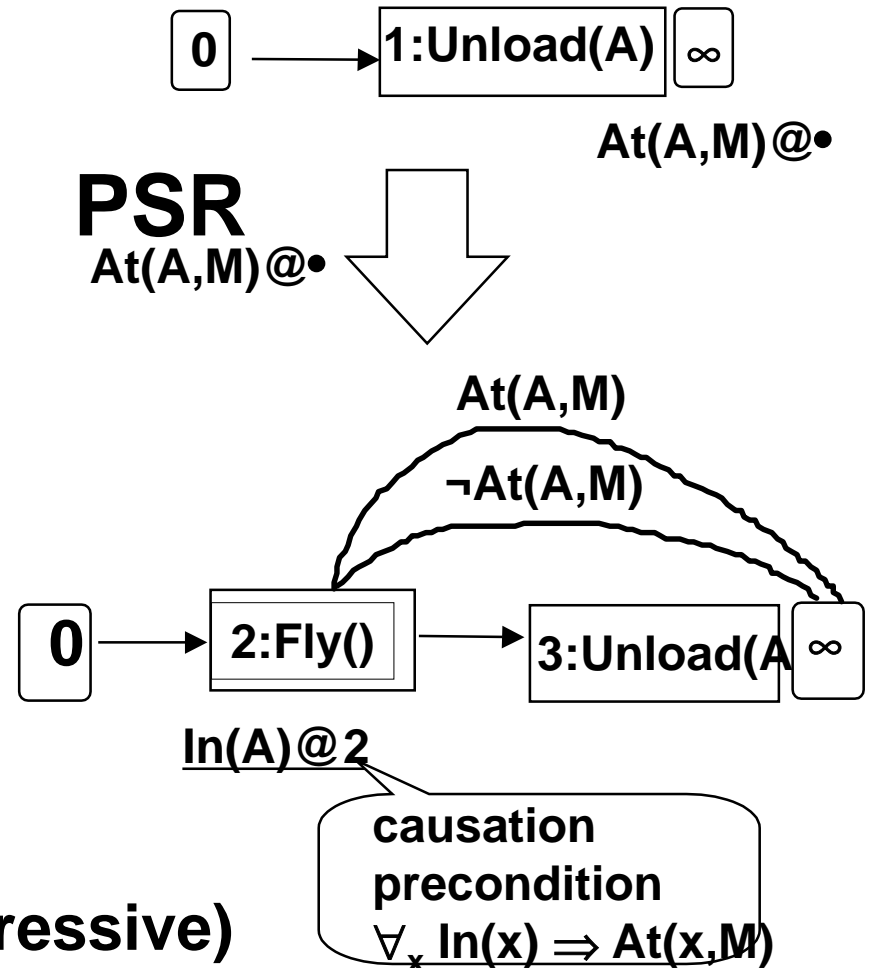 0 1:Unload(A) ∞
At(A,M)@•
PSR
At(A,M)@•
At(A,M)
¬At(A,M)
0 2:Fly() 3:Unload(A ∞
In(A)@2
causation
precondition
∀x In(x) ⇒ At(x,M)
ressive)